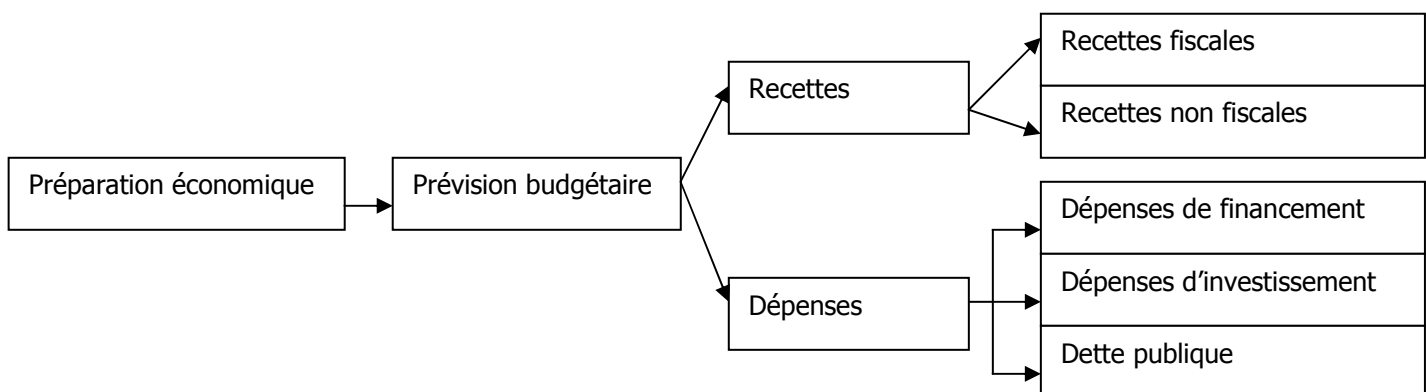 Préparation économique
Prévision budgétaire
Recettes
Recettes fiscales
Recettes non fiscales
Dépenses
Dépenses de financement
Dépenses d’investissement
Dette publique